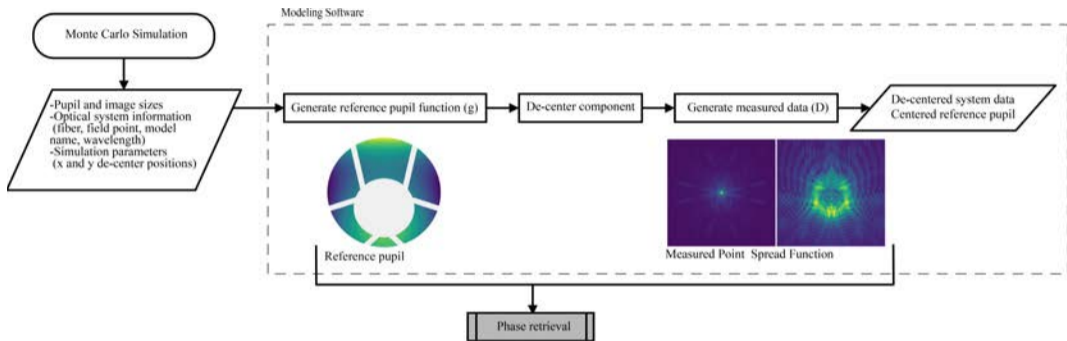 Modeling Software
Monte Carlo Simulation
-Pupil and image sizes
-Optical system information
(fiber, field point, model
name, wavelength)
-Simulation parameters
(x and y de-center positions)
Generate reference pupil function (g)
De-center component
Generate measured data (D)
De-centered system data
Centered reference pupil
Reference pupil
Measured Point Spread Function
Phase retrieval